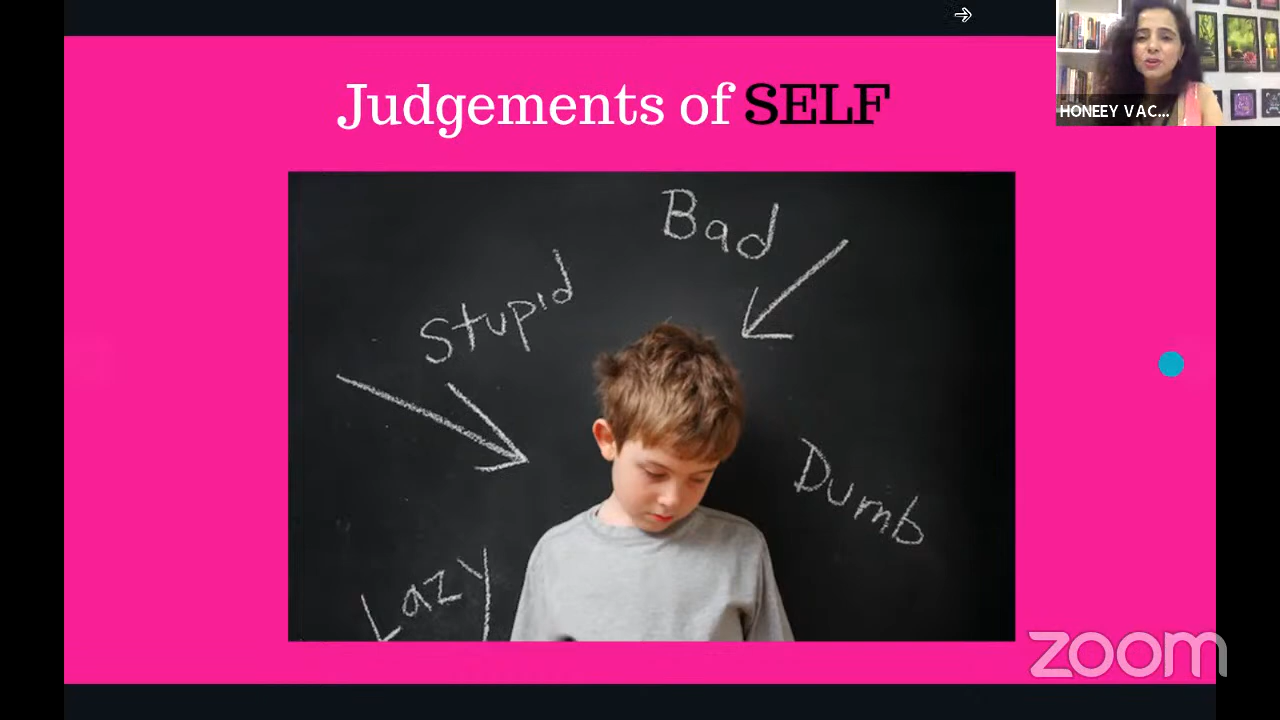 HONEEY VAC...
Judgements of SELF
Bad
Stupid
Dumb
Lazy
zoom